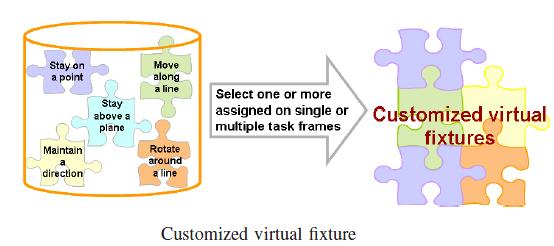 Stay on
a point
Move
along
a line
Stay
above a
plane
Maintain
a
direction
Rotate
around
a line
Select one or more
assigned on single or
multiple task frames
Customized virtual
fixtures
Customized virtual fixture